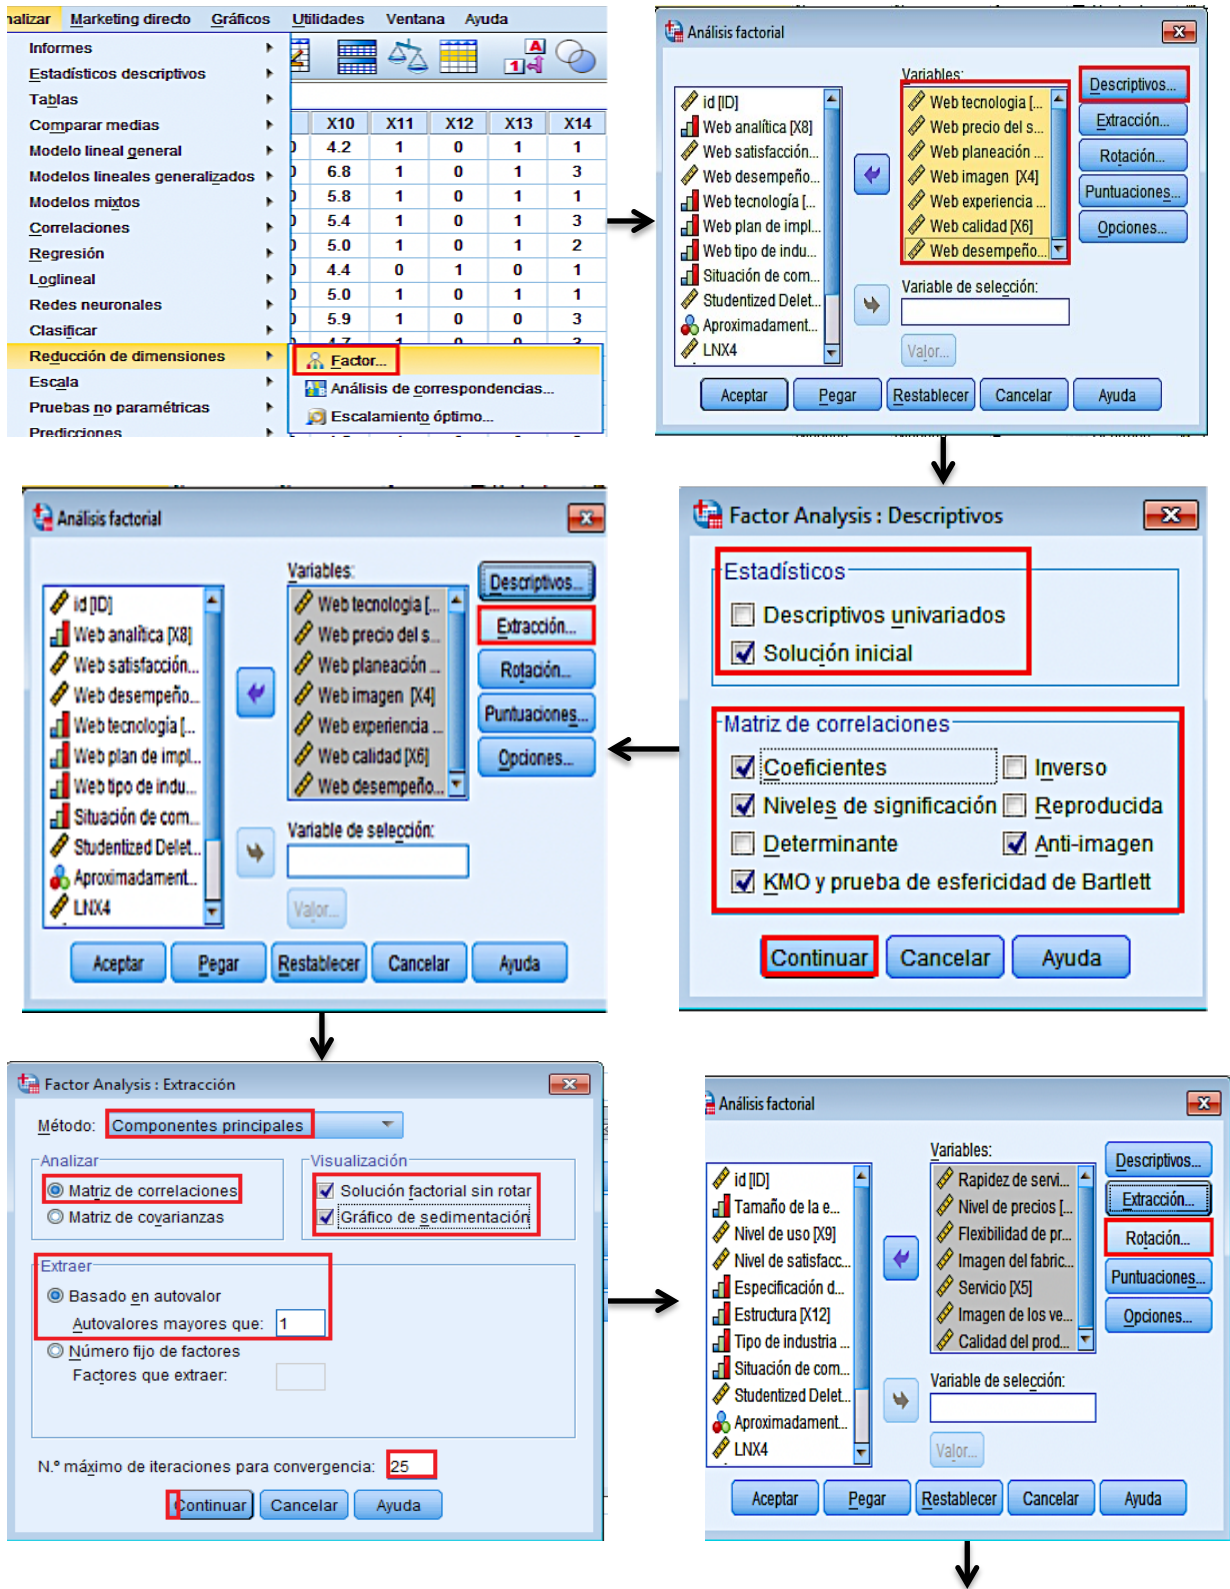 nalizar Marketing directo Gráficos Utilidades Ventana Ayuda
Informes
Estadísticos descriptivos
Tablas
Comparar medias
Modelo lineal general
Modelos lineales generalizados
Modelos mixtos
Correlaciones
Regresión
Loglineal
Redes neuronales
Clasificar
Reducción de dimensiones
Escala
Pruebas no paramétricas
Predicciones
X10 X11 X12 X13 X14
4.2 1 0 1 1
6.8 1 0 1 3
5.8 1 0 1 1
5.4 1 0 1 3
5.0 1 0 1 2
4.4 0 1 0 1
5.0 1 0 1 1
5.9 1 0 0 3
Factor...
Análisis de correspondencias...
Escalamiento óptimo...
Análisis factorial
id [ID]
Web analítica [X8]
Web satisfacción...
Web desempeño...
Web tecnología [...
Web plan de impl...
Web tipo de indu...
Situación de com...
Studentized Delet...
Aproximadament...
LNX4
Variables:
Web tecnologia [...
Web precio del s...
Web planeación ...
Web imagen [X4]
Web experiencia ...
Web calidad [X6]
Web desempeño...
Variable de selección:
Valor...
Descriptivos...
Extracción...
Rotación...
Puntuaciones...
Opciones...
Aceptar Pegar Restablecer Cancelar Ayuda
Factor Analysis : Descriptivos
Estadísticos
Descriptivos univariados
Solución inicial
Matriz de correlaciones
Coeficientes Inverso
Niveles de significación Reproducida
Determinante Anti-imagen
KMO y prueba de esfericidad de Bartlett
Continuar Cancelar Ayuda
Análisis factorial
id [ID]
Web analítica [X8]
Web satisfacción...
Web desempeño...
Web tecnología [...
Web plan de impl...
Web tipo de indu...
Situación de com...
Studentized Delet...
Aproximadament...
LNX4
Variables:
Web tecnologia [...
Web precio del s...
Web planeación ...
Web imagen [X4]
Web experiencia ...
Web calidad [X6]
Web desempeño...
Variable de selección:
Valor...
Descriptivos...
Extracción...
Rotación...
Puntuaciones...
Opciones...
Aceptar Pegar Restablecer Cancelar Ayuda
Factor Analysis : Extracción
Método: Componentes principales
Analizar
Matriz de correlaciones
Matriz de covarianzas
Visualización
Solución factorial sin rotar
Gráfico de sedimentación
Extraer
Basado en autovalor
Autovalores mayores que: 1
Número fijo de factores
Factores que extraer:
N.º máximo de iteraciones para convergencia: 25
Continuar Cancelar Ayuda
Análisis factorial
id [ID]
Tamaño de la e...
Nivel de uso [X9]
Nivel de satisfacc...
Especificación d...
Estructura [X12]
Tipo de industria ...
Situación de com...
Studentized Delet...
Aproximadament...
LNX4
Variables:
Rapidez de servi...
Nivel de precios [...
Flexibilidad de pr...
Imagen del fabric...
Servicio [X5]
Imagen de los ve...
Calidad del prod...
Variable de selección:
Valor...
Descriptivos...
Extracción...
Rotación...
Puntuaciones...
Opciones...
Aceptar Pegar Restablecer Cancelar Ayuda